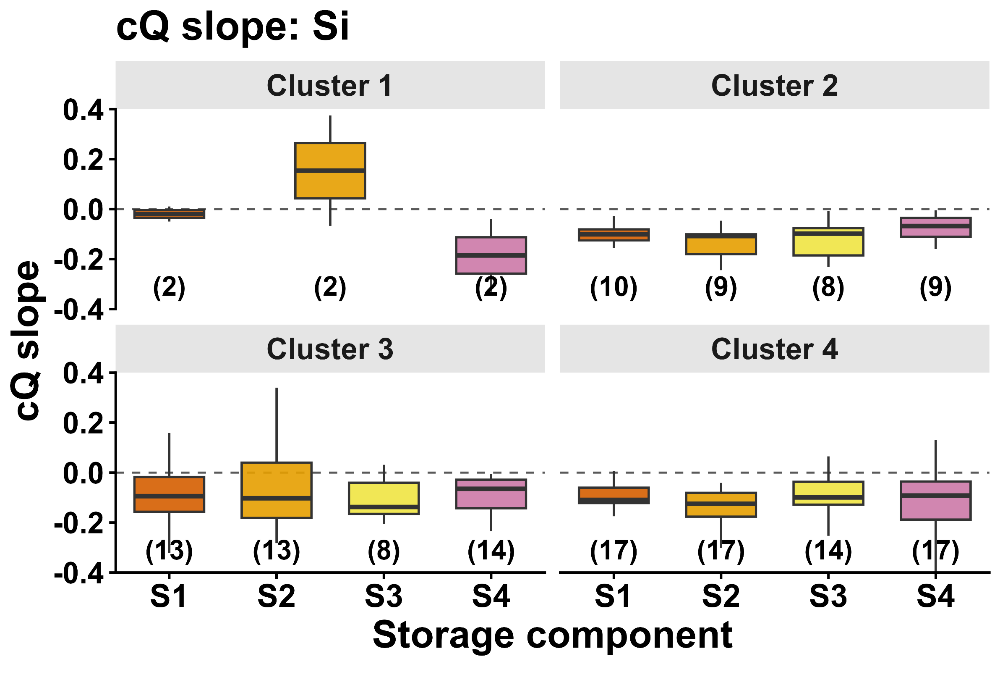 cQ slope: Si
Cluster 1
Cluster 2
0.4
0.2
0.0
-0.2
-0.4
(2)
(2)
(2)
(10)
(9)
(8)
(9)
Cluster 3
Cluster 4
0.4
0.2
0.0
-0.2
-0.4
(13)
(13)
(8)
(14)
(17)
(17)
(14)
(17)
S1
S2
S3
S4
S1
S2
S3
S4
cQ slope
Storage component